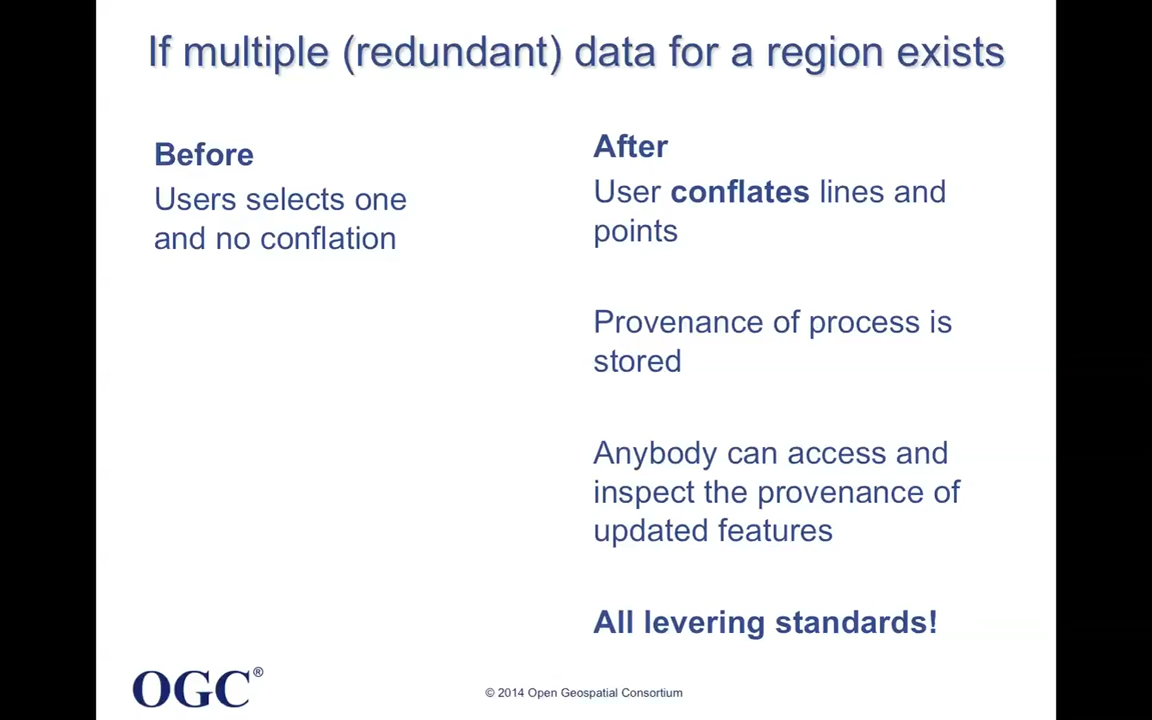 If multiple (redundant) data for a region exists
Before
Users selects one
and no conflation
After
User conflates lines and
points
Provenance of process is
stored
Anybody can access and
inspect the provenance of
updated features
All levering standards!
OGC®
© 2014 Open Geospatial Consortium